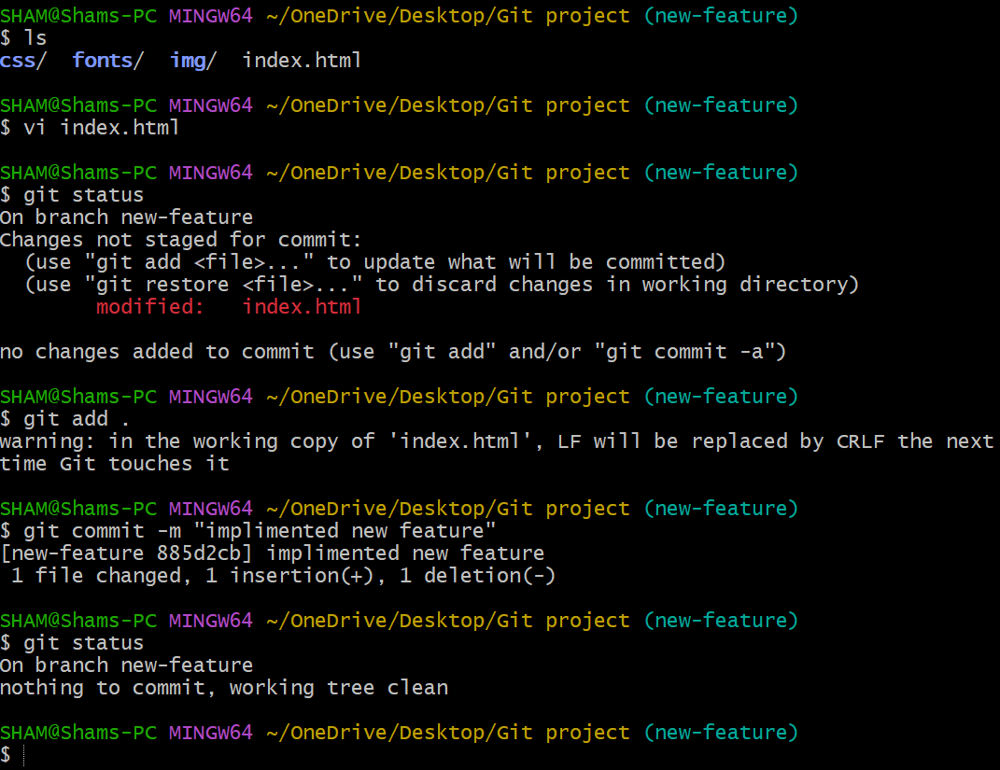 SHAM@Shams-PC MINGW64 ~/OneDrive/Desktop/Git project (new-feature)
$ ls
css/  fonts/  img/  index.html
SHAM@Shams-PC MINGW64 ~/OneDrive/Desktop/Git project (new-feature)
$ vi index.html
SHAM@Shams-PC MINGW64 ~/OneDrive/Desktop/Git project (new-feature)
$ git status
On branch new-feature
Changes not staged for commit:
  (use "git add <file>..." to update what will be committed)
  (use "git restore <file>..." to discard changes in working directory)
        modified:   index.html
no changes added to commit (use "git add" and/or "git commit -a")
SHAM@Shams-PC MINGW64 ~/OneDrive/Desktop/Git project (new-feature)
$ git add .
warning: in the working copy of 'index.html', LF will be replaced by CRLF the next
time Git touches it
SHAM@Shams-PC MINGW64 ~/OneDrive/Desktop/Git project (new-feature)
$ git commit -m "implimented new feature"
[new-feature 885d2cb] implimented new feature
 1 file changed, 1 insertion(+), 1 deletion(-)
SHAM@Shams-PC MINGW64 ~/OneDrive/Desktop/Git project (new-feature)
$ git status
On branch new-feature
nothing to commit, working tree clean
SHAM@Shams-PC MINGW64 ~/OneDrive/Desktop/Git project (new-feature)
$